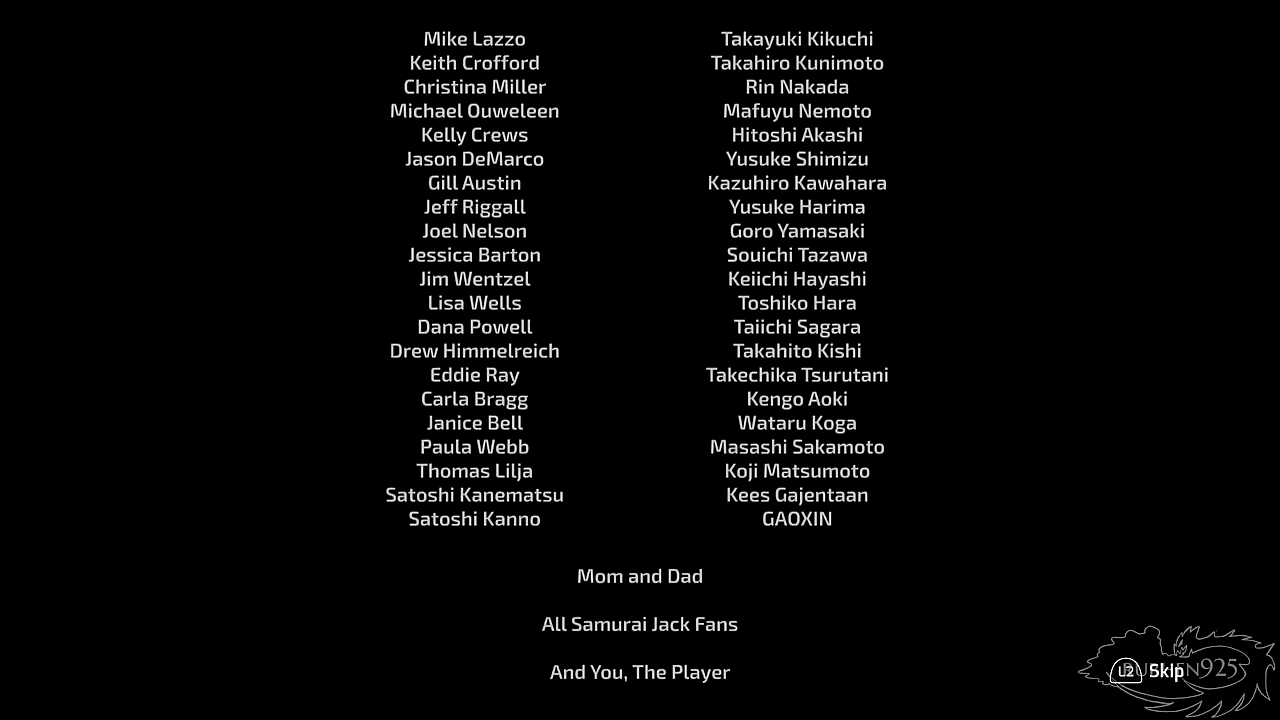 Mike Lazzo
Keith Crofford
Christina Miller
Michael Ouweleen
Kelly Crews
Jason DeMarco
Gill Austin
Jeff Riggall
Joel Nelson
Jessica Barton
Jim Wentzel
Lisa Wells
Dana Powell
Drew Himmelreich
Eddie Ray
Carla Bragg
Janice Bell
Paula Webb
Thomas Lilja
Satoshi Kanematsu
Satoshi Kanno
Takayuki Kikuchi
Takahiro Kunimoto
Rin Nakada
Mafuyu Nemoto
Hitoshi Akashi
Yusuke Shimizu
Kazuhiro Kawahara
Yusuke Harima
Goro Yamasaki
Souichi Tazawa
Keiichi Hayashi
Toshiko Hara
Taiichi Sagara
Takahito Kishi
Takechika Tsurutani
Kengo Aoki
Wataru Koga
Masashi Sakamoto
Koji Matsumoto
Kees Gajentaan
GAOXIN
Mom and Dad
All Samurai Jack Fans
And You, The Player
L2 Skip